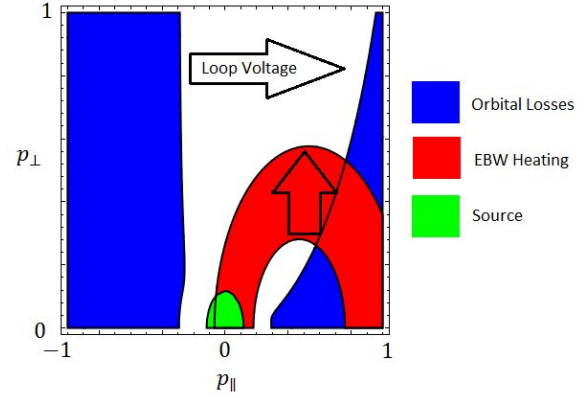 1
Loop Voltage
Orbital Losses
p⊥
EBW Heating
Source
0
−1
0
1
p∥